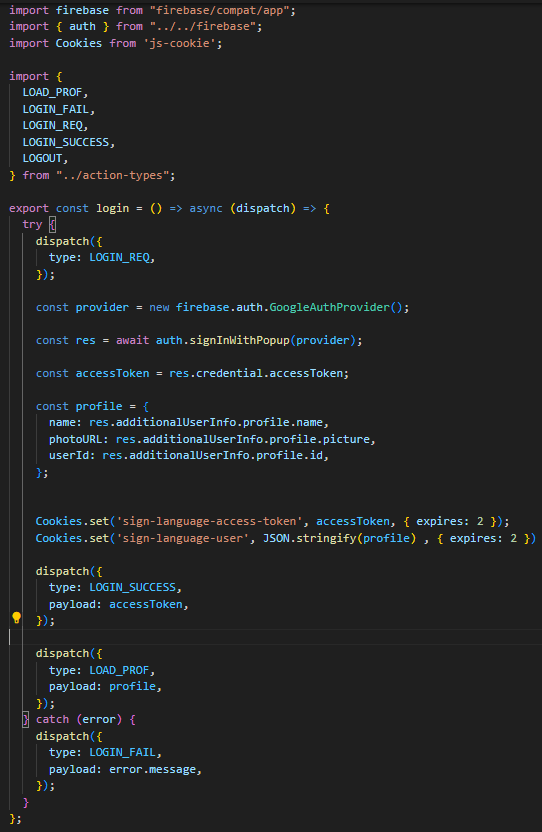 import firebase from "firebase/compat/app";
import { auth } from "../../firebase";
import Cookies from 'js-cookie';
import {
LOAD_PROF,
LOGIN_FAIL,
LOGIN_REQ,
LOGIN_SUCCESS,
LOGOUT,
} from "../action-types";
export const login = () => async (dispatch) => {
try {
dispatch({
type: LOGIN_REQ,
});
const provider = new firebase.auth.GoogleAuthProvider();
const res = await auth.signInWithPopup(provider);
const accessToken = res.credential.accessToken;
const profile = {
name: res.additionalUserInfo.profile.name,
photoURL: res.additionalUserInfo.profile.picture,
userId: res.additionalUserInfo.profile.id,
};
Cookies.set('sign-language-access-token', accessToken, { expires: 2 });
Cookies.set('sign-language-user', JSON.stringify(profile) , { expires: 2 })
dispatch({
type: LOGIN_SUCCESS,
payload: accessToken,
});
dispatch({
type: LOAD_PROF,
payload: profile,
});
} catch (error) {
dispatch({
type: LOGIN_FAIL,
payload: error.message,
});
}
};